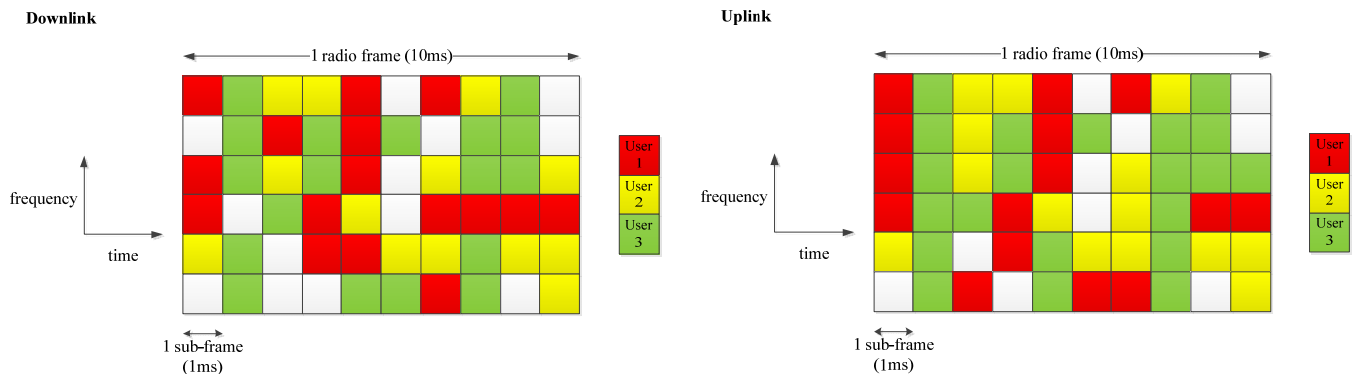 Downlink
1 radio frame (10ms)
frequency
time
1 sub-frame
(1ms)
User
1
User
2
User
3
Uplink
1 radio frame (10ms)
frequency
time
1 sub-frame
(1ms)
User
1
User
2
User
3